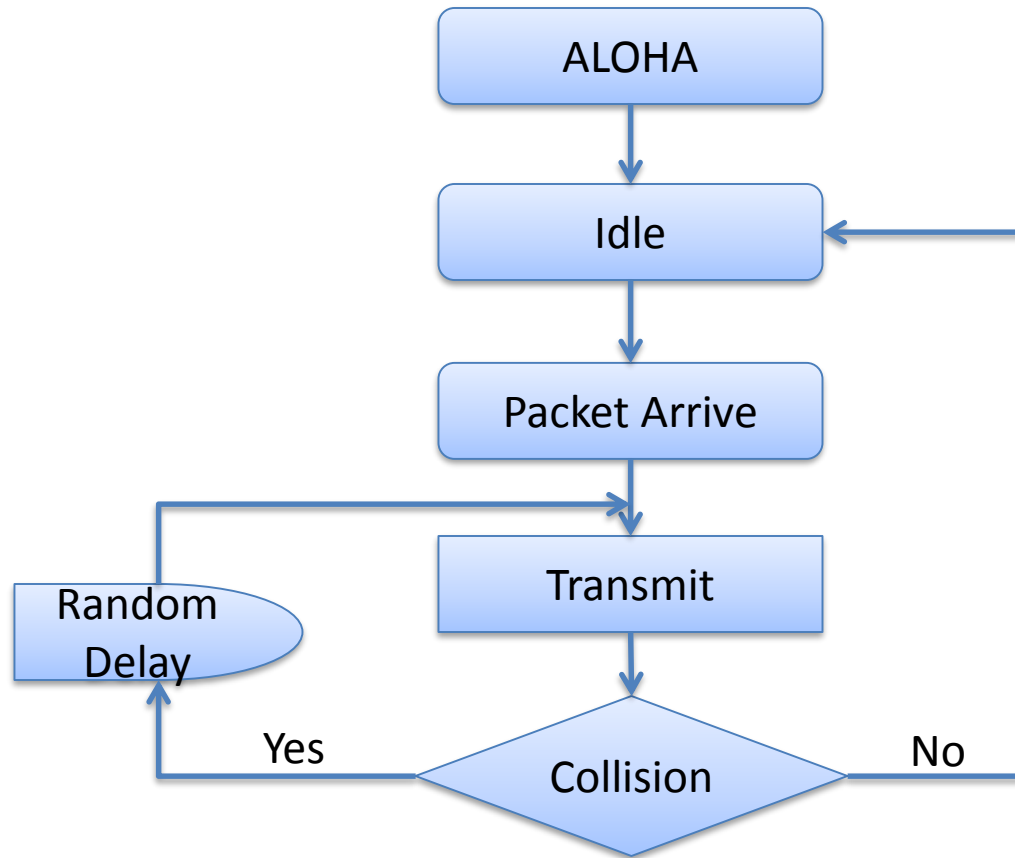 ALOHA
Idle
Packet Arrive
Transmit
Random
Delay
Yes
Collision
No